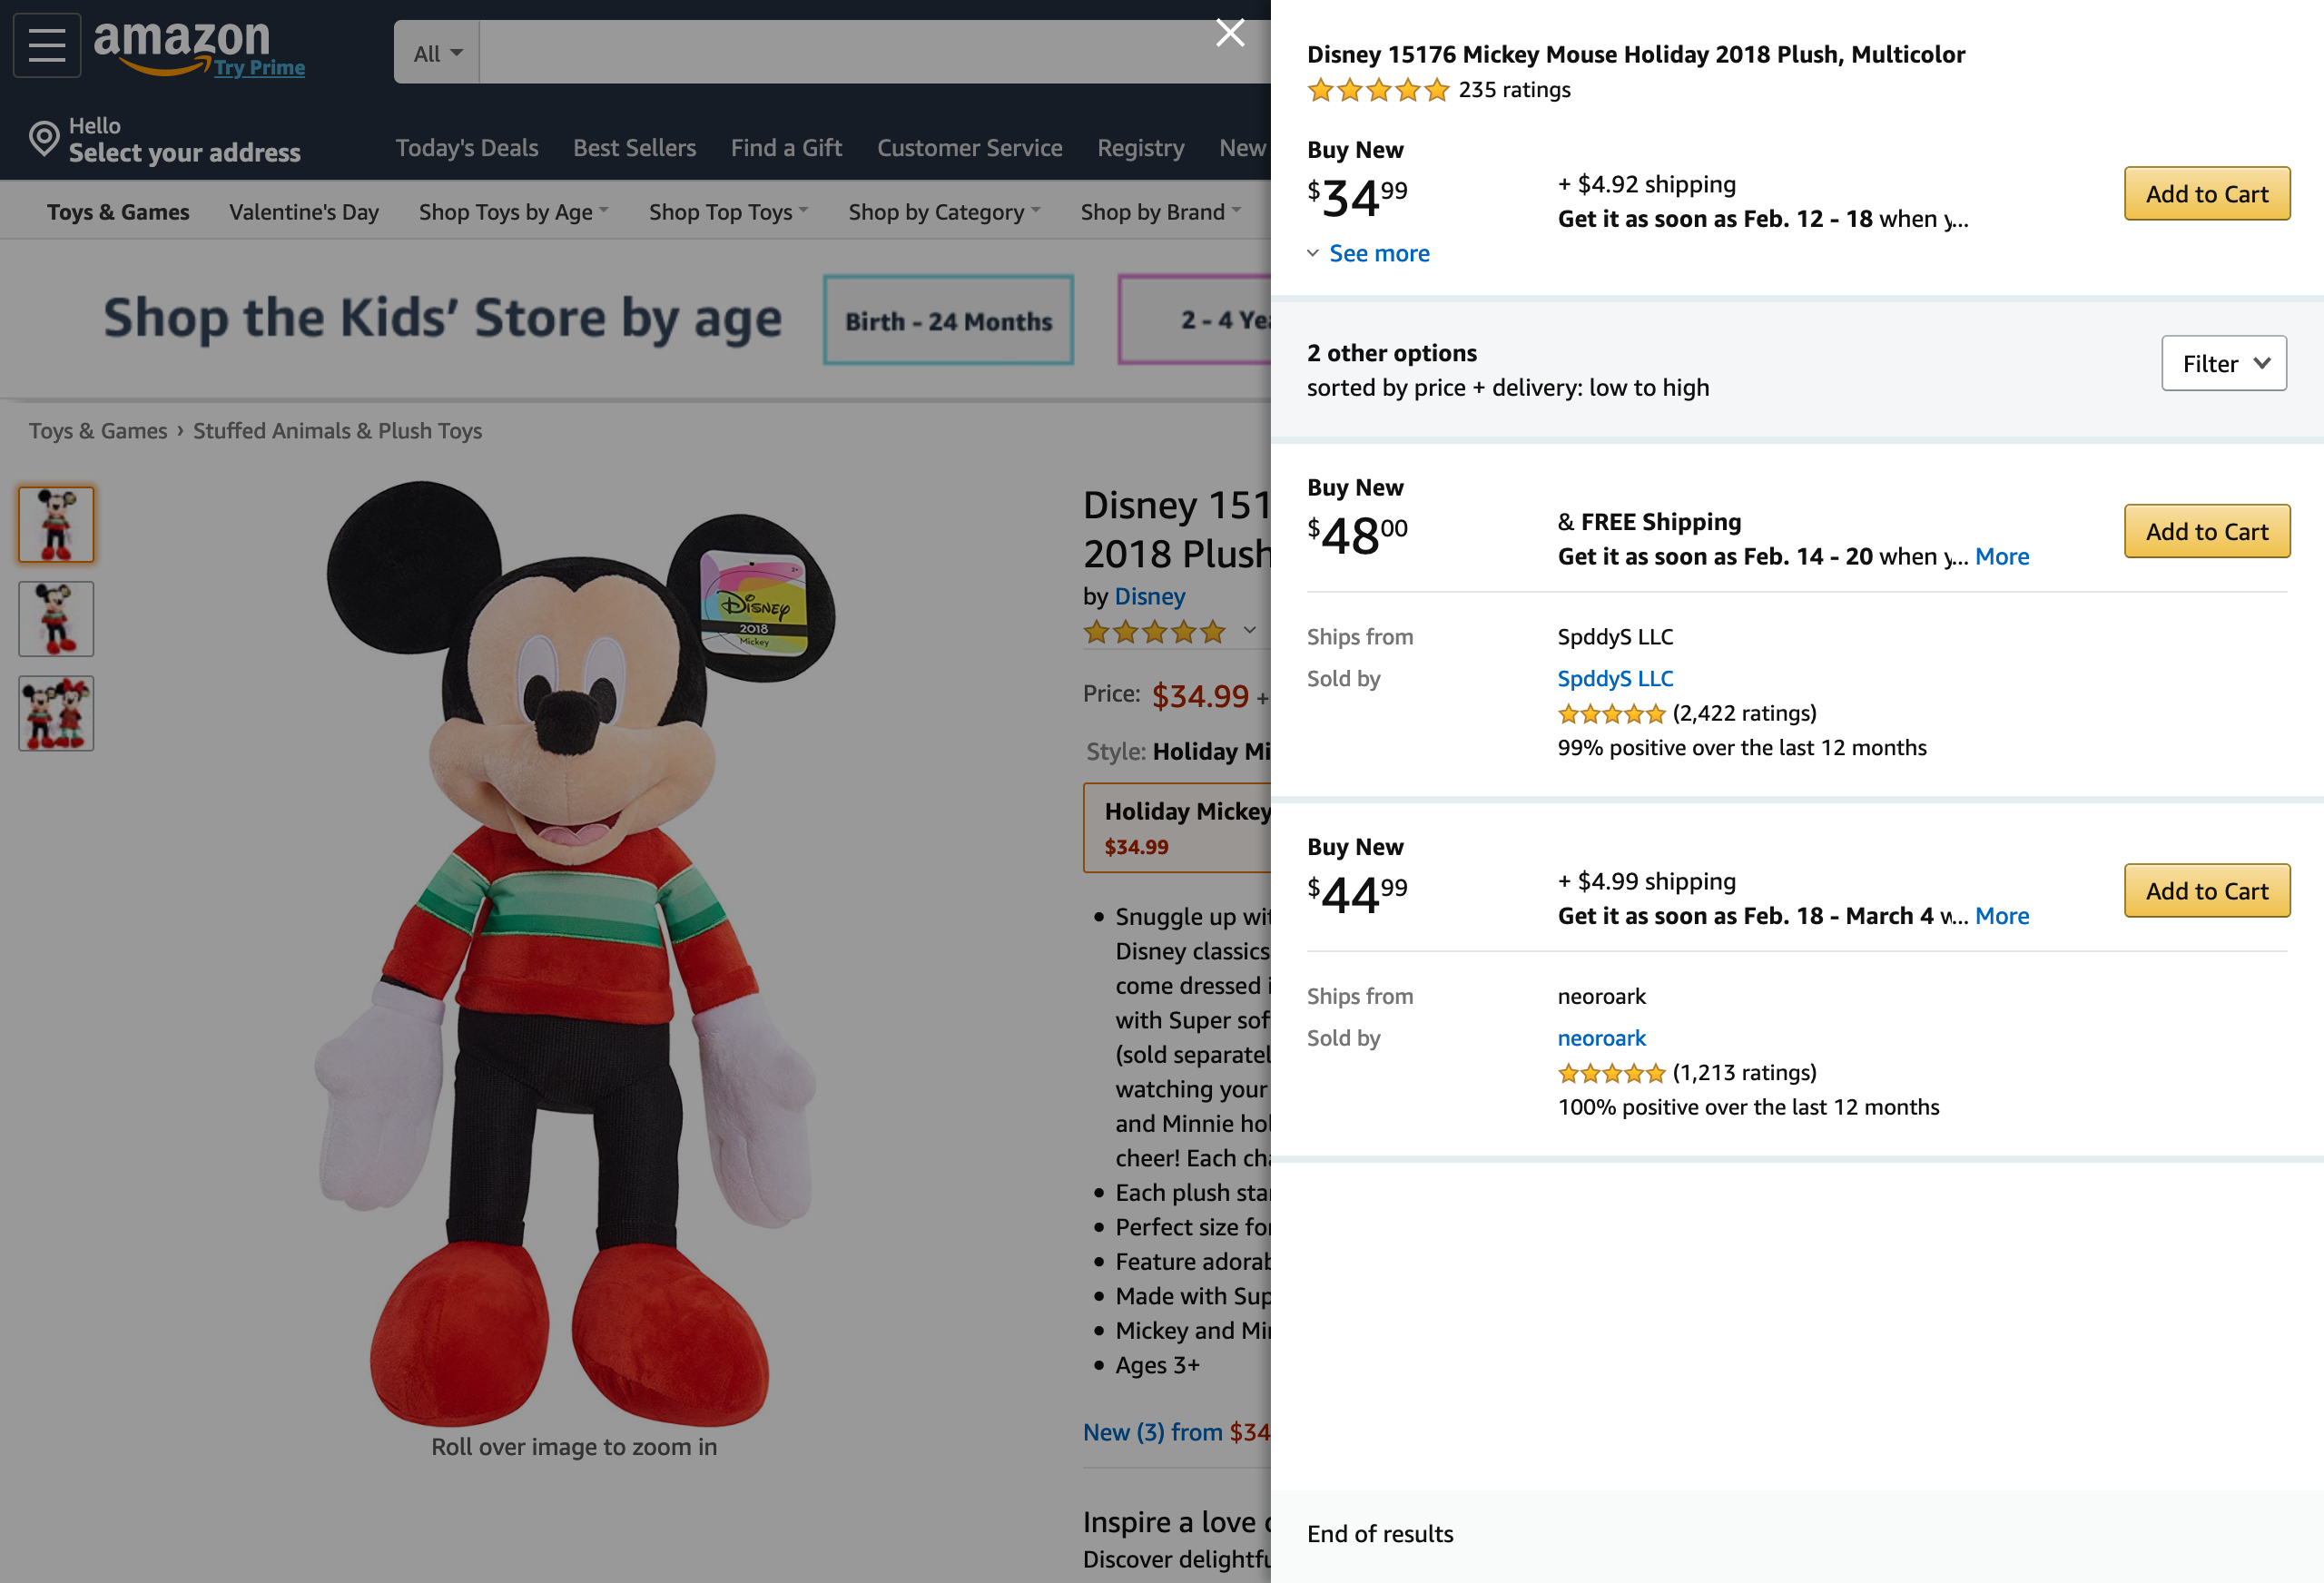 amazon
Try Prime
All
Hello
Select your address
Today's Deals
Best Sellers
Find a Gift
Customer Service
Registry
New
Toys & Games
Valentine's Day
Shop Toys by Age
Shop Top Toys
Shop by Category
Shop by Brand
Shop the Kids' Store by age
Birth - 24 Months
2 - 4 Yea
Toys & Games › Stuffed Animals & Plush Toys
Disney
2018
Mickey
Roll over image to zoom in
Disney 151
2018 Plush
by Disney
Price: $34.99 +
Style: Holiday Mi
Holiday Mickey
$34.99
Snuggle up wit
Disney classics
come dressed i
with Super sof
(sold separatel
watching your
and Minnie hol
cheer! Each cha
Each plush sta
Perfect size for
Feature adorab
Made with Sup
Mickey and Min
Ages 3+
New (3) from $34
Inspire a love o
Discover delightfu
Disney 15176 Mickey Mouse Holiday 2018 Plush, Multicolor
235 ratings
Buy New
$34.99
+ $4.92 shipping
Get it as soon as Feb. 12 - 18 when y...
Add to Cart
See more
2 other options
sorted by price + delivery: low to high
Filter
Buy New
$48.00
& FREE Shipping
Get it as soon as Feb. 14 - 20 when y... More
Add to Cart
Ships from SpddyS LLC
Sold by SpddyS LLC
(2,422 ratings)
99% positive over the last 12 months
Buy New
$44.99
+ $4.99 shipping
Get it as soon as Feb. 18 - March 4 w... More
Add to Cart
Ships from neoroark
Sold by neoroark
(1,213 ratings)
100% positive over the last 12 months
End of results